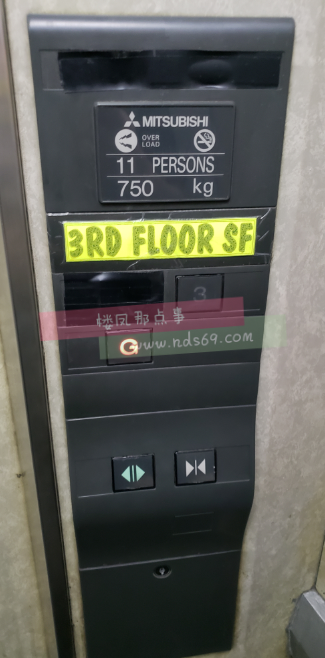 MITSUBISHI
OVER
LOAD
11 PERSONS
750 kg
3RD FLOOR SF
3
楼凤那点事
G
www.nds69.com